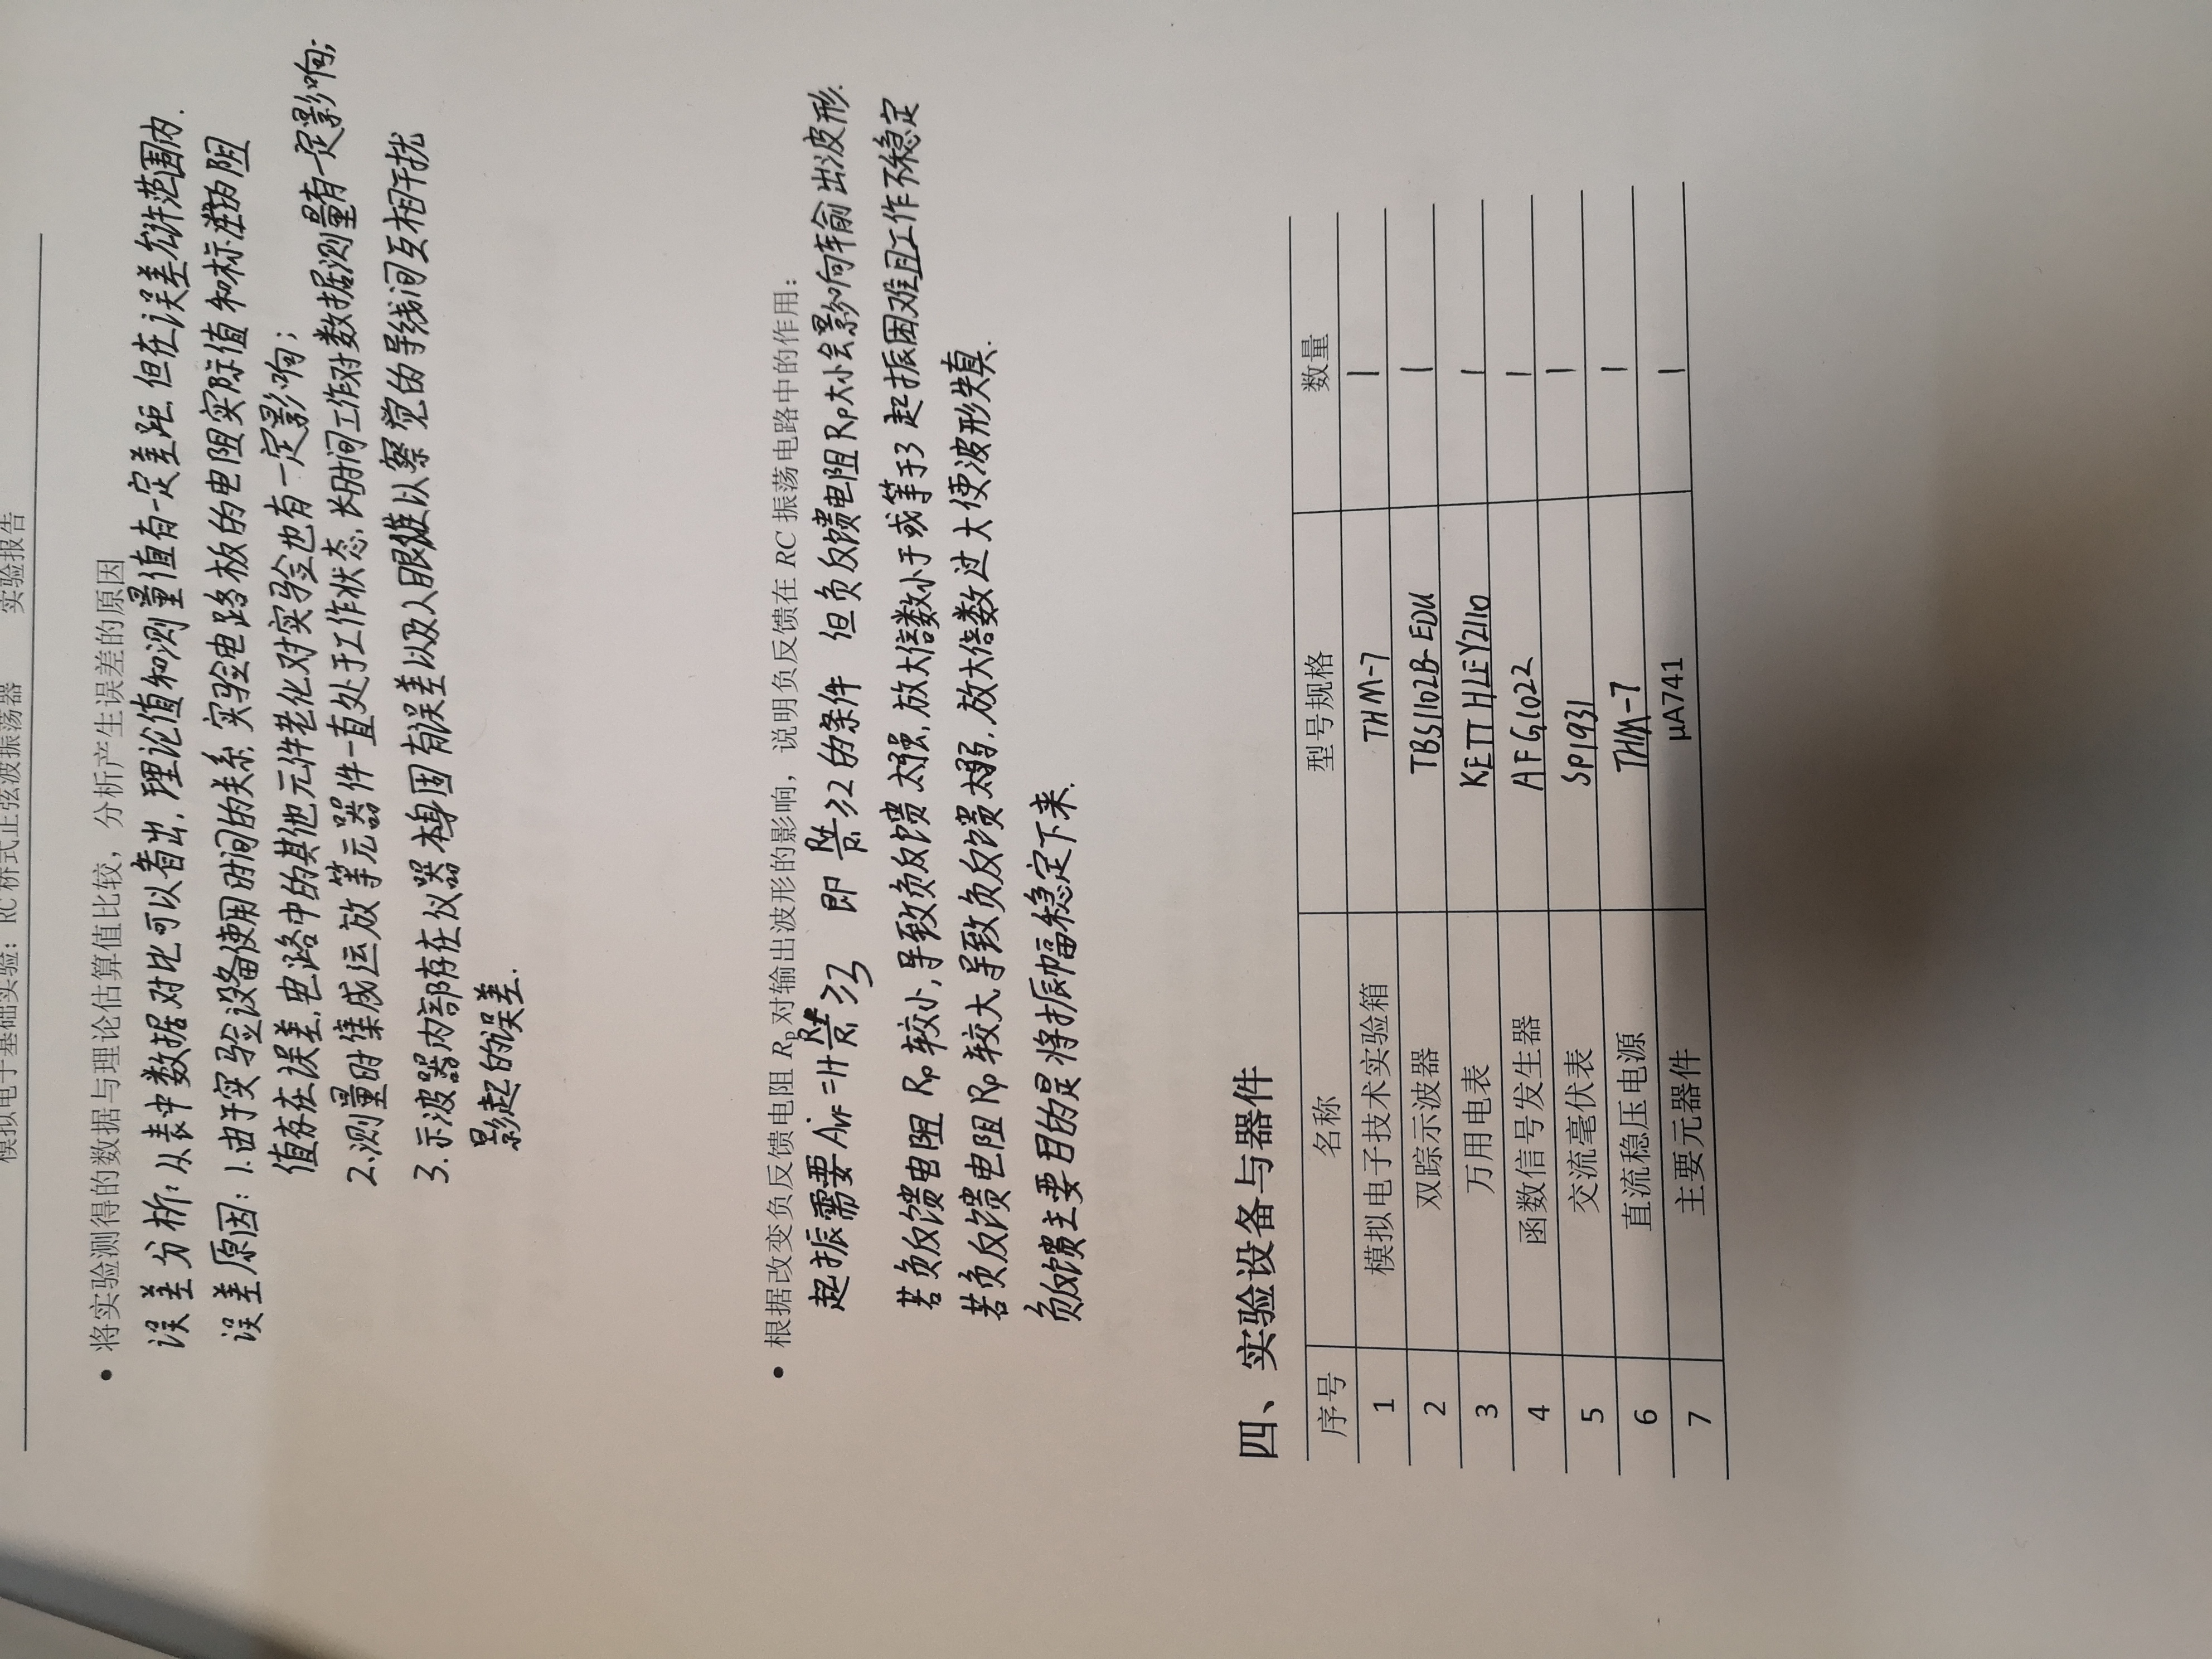 模拟电子基础实验：RC 桥式正弦波振荡器 实验报告
• 将实验测得的数据与理论估算值比较，分析产生误差的原因
误差分析:从表中数据对比可以看出,理论值和测量值有一定差距,但在误差允许范围内.
误差原因: 1.由于实验设备使用时间的关系,实验电路板的电阻实际值和标准的阻
值存在误差,电路中的其他元件老化对实验也有一定影响;
2.测量时集成运放等元器件一直处于工作状态,长时间工作对数据测量有一定影响;
3.示波器内部存在仪器本身固有误差以及人眼难以察觉的导线间互相干扰
影起的误差.
• 根据改变负反馈电阻 Rp 对输出波形的影响，说明负反馈在 RC 振荡电路中的作用：
起振需要 Avf=1+Rf/R1≥3 即 Rf/R1≥2的条件 但负反馈电阻Rp大小会影响输出波形.
若负反馈电阻 Rp 较小,导致负反馈太强,放大倍数小于或等于3 起振困难且工作不稳定
若负反馈电阻Rp较大,导致负反馈太弱,放大倍数过大使波形失真.
负反馈主要目的是将振幅稳定下来.
四、实验设备与器件
序号 名称 型号规格 数量
1 模拟电子技术实验箱 THM-7 1
2 双踪示波器 TBS1102B-EDU 1
3 万用电表 KEITHLEY2110 1
4 函数信号发生器 AFG1022 1
5 交流毫伏表 SP1931 1
6 直流稳压电源 THM-7 1
7 主要元器件 μA741 1